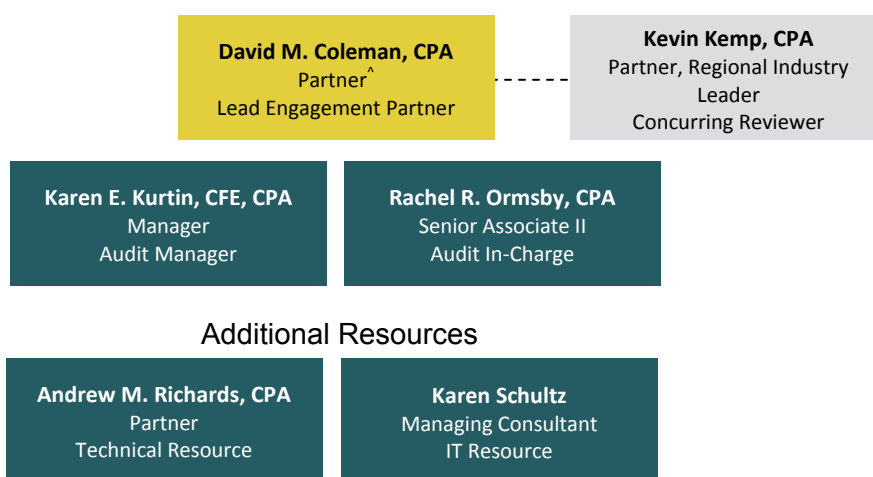 David M. Coleman, CPA
Partner^
Lead Engagement Partner
Kevin Kemp, CPA
Partner, Regional Industry
Leader
Concurring Reviewer
Karen E. Kurtin, CFE, CPA
Manager
Audit Manager
Rachel R. Ormsby, CPA
Senior Associate II
Audit In-Charge
Additional Resources
Andrew M. Richards, CPA
Partner
Technical Resource
Karen Schultz
Managing Consultant
IT Resource